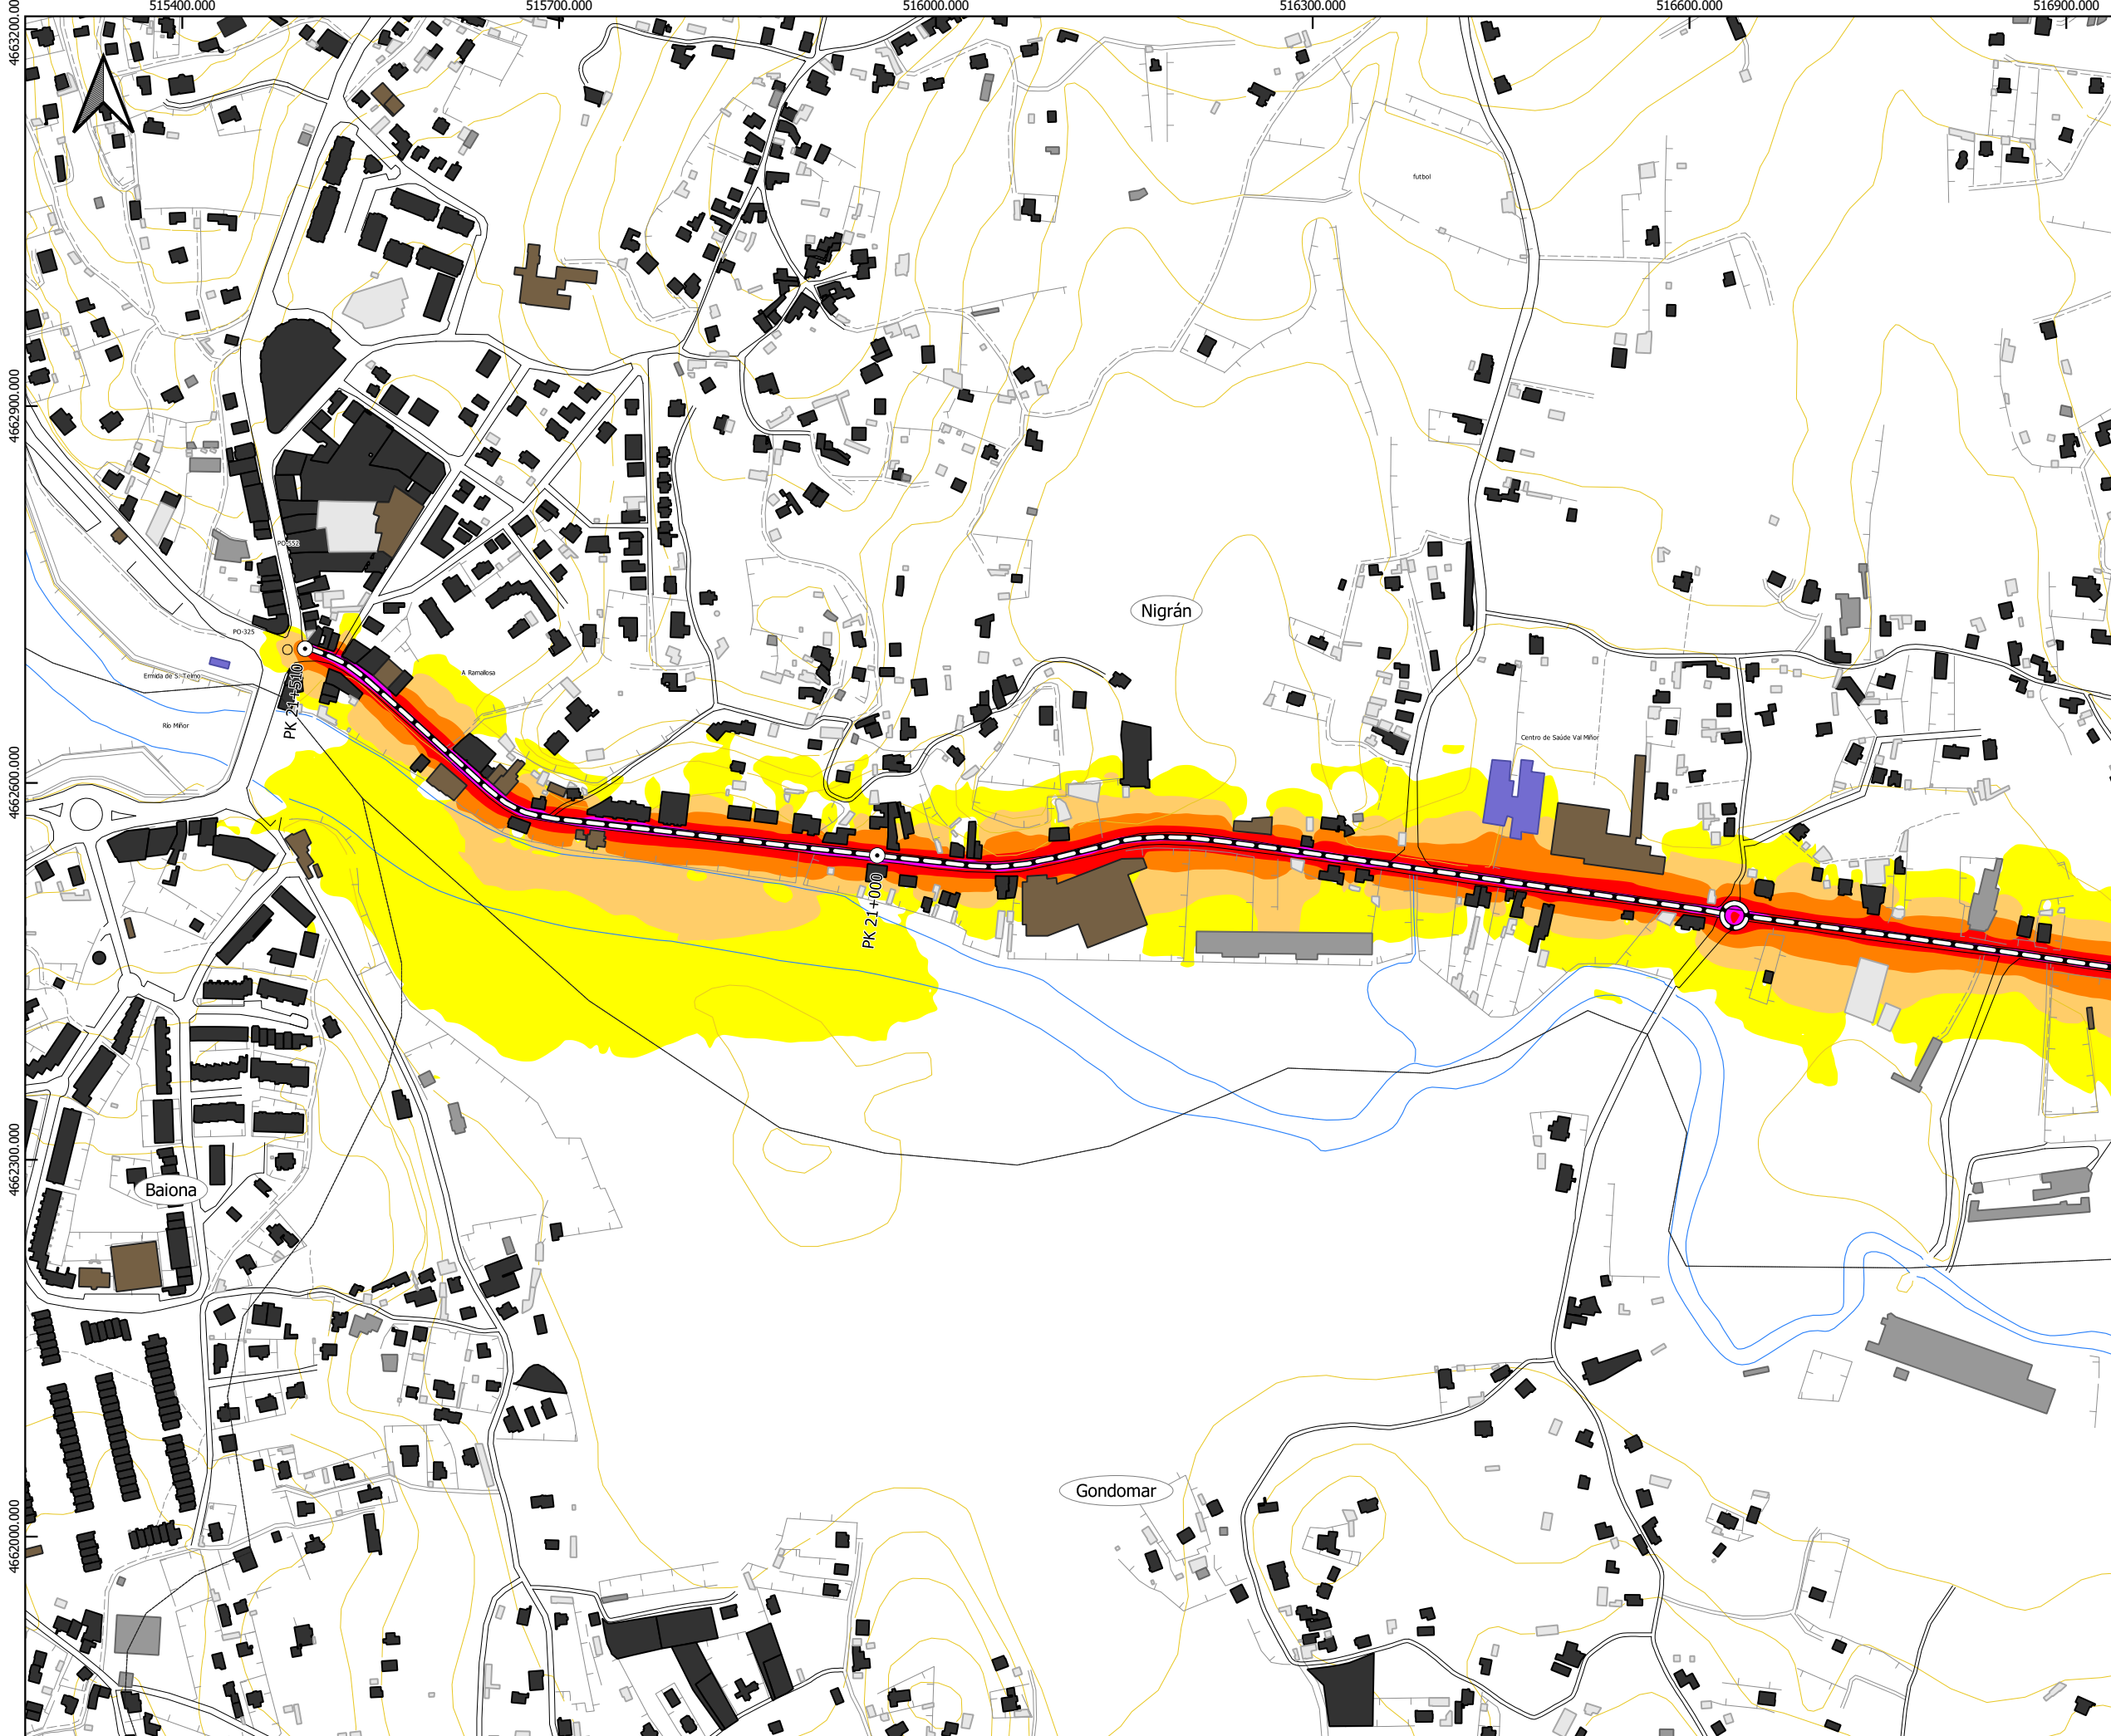 515400.000
515700.000
516000.000
516300.000
516600.000
516900.000
4663200.00
4662900.000
4662600.000
4662300.000
4662000.000
futbol
PO-552
Nigrán
PO-325
Ermida de S. Telmo
A Ramallosa
PK 21+510
Río Miñor
Centro de Saúde Val Miñor
PK 21+000
Baiona
Gondomar